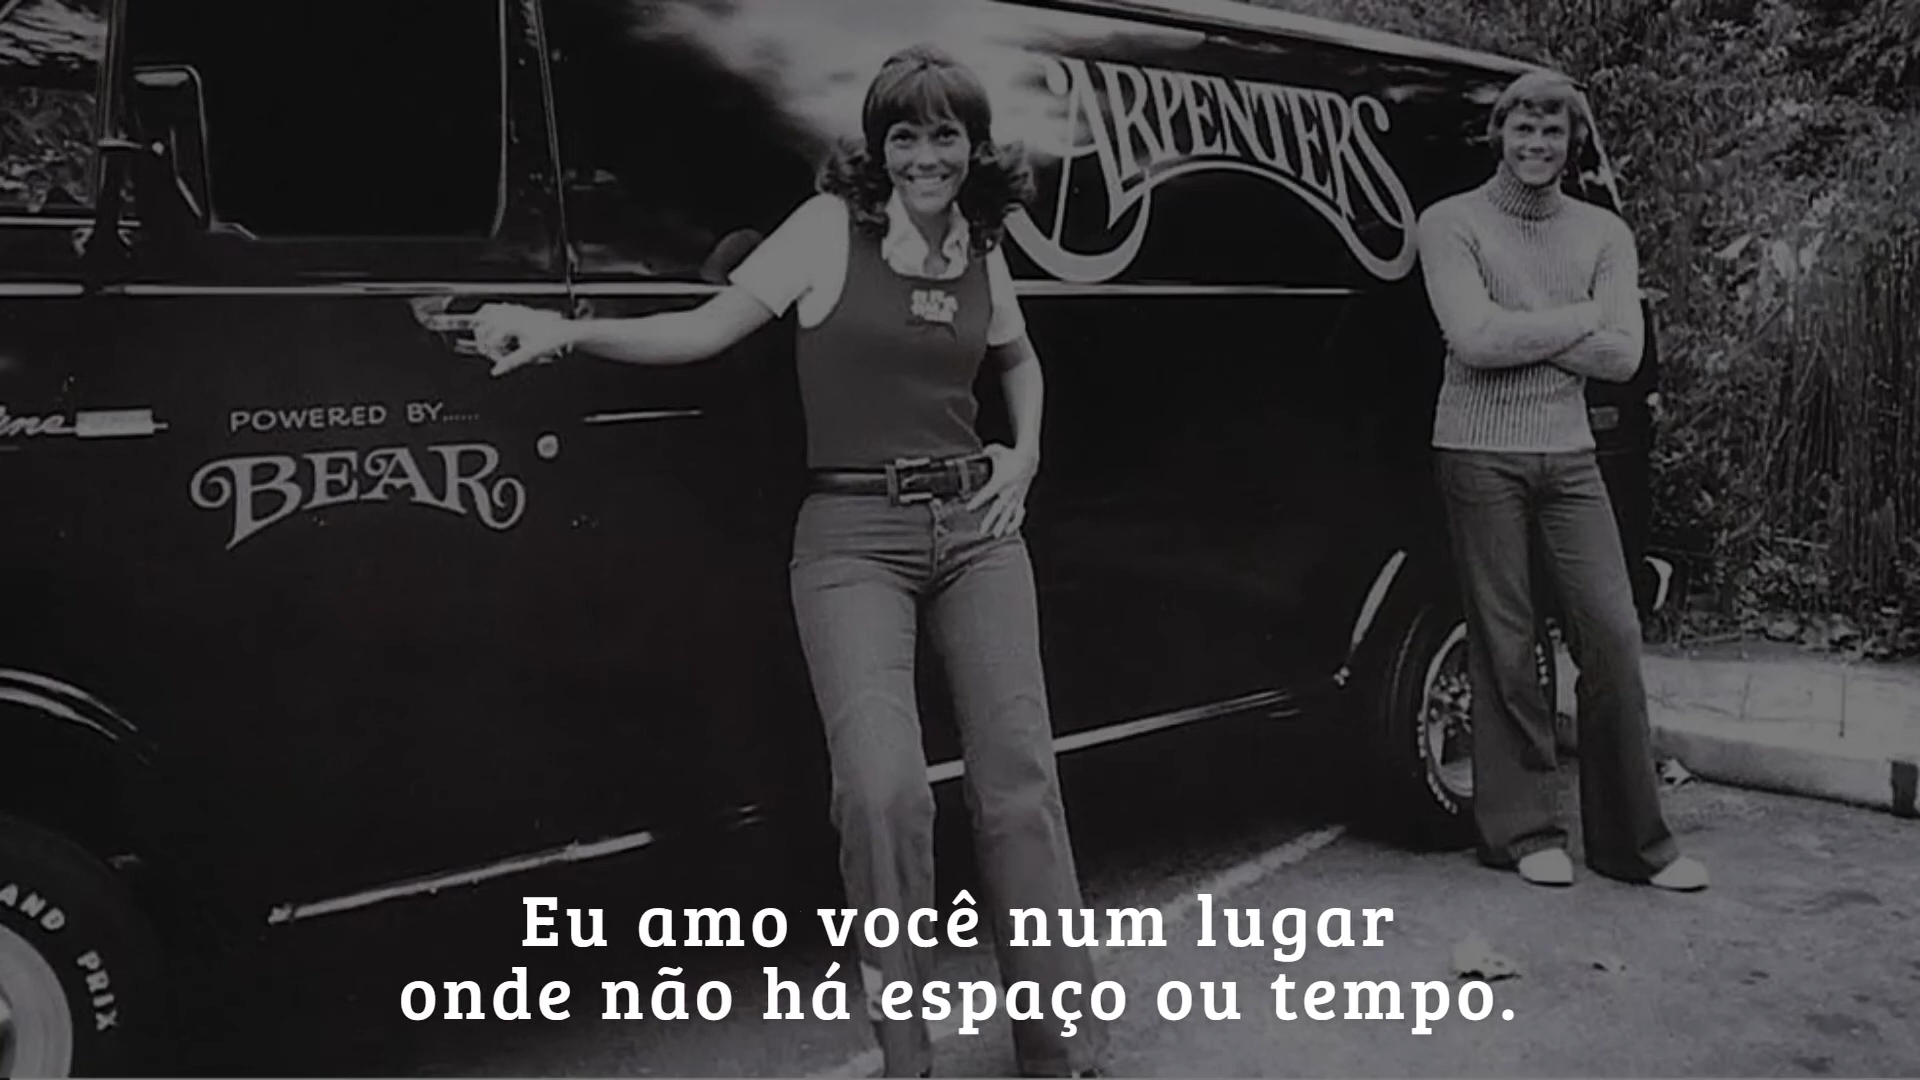 CARPENTERS
POWERED BY......
BEAR
AND PRIX
Eu amo você num lugar
onde não há espaço ou tempo.